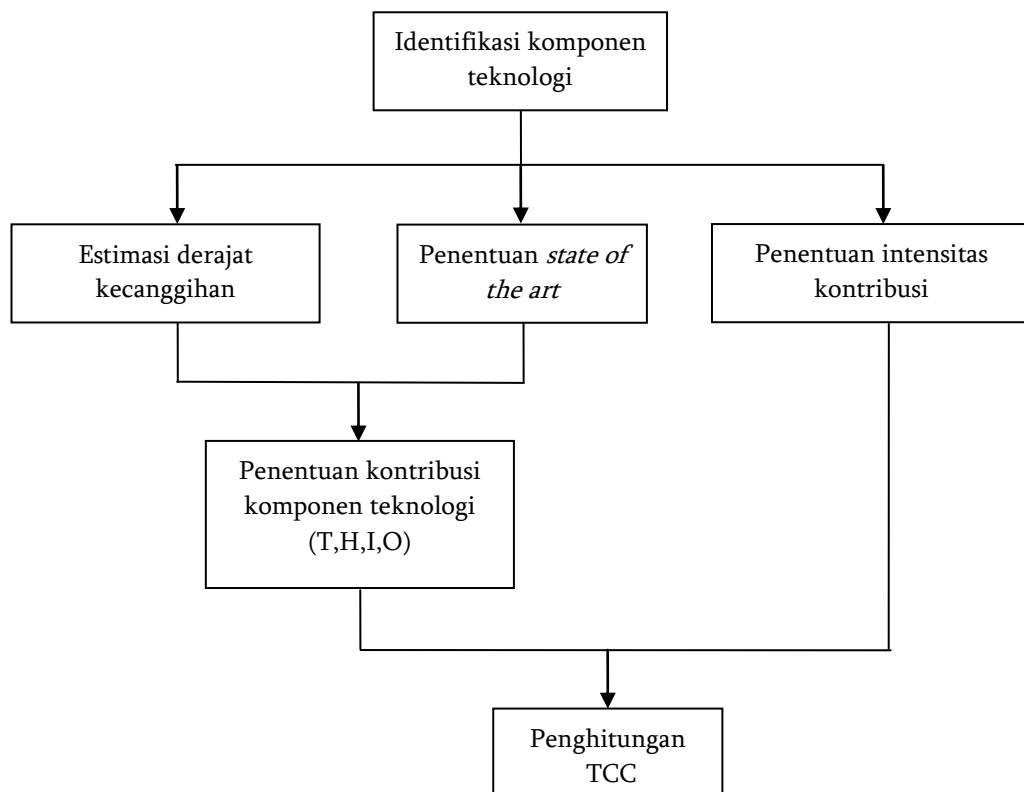 Identifikasi komponen
teknologi
Estimasi derajat
kecanggihan
Penentuan state of
the art
Penentuan intensitas
kontribusi
Penentuan kontribusi
komponen teknologi
(T,H,I,O)
Penghitungan
TCC